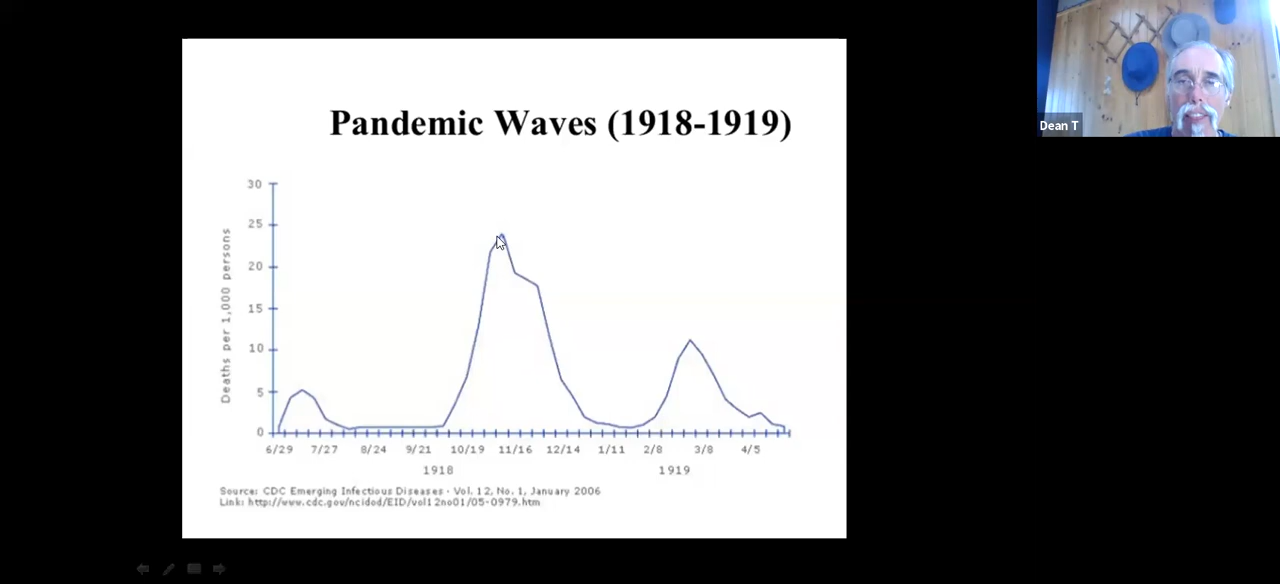 Pandemic Waves (1918-1919)
Dean T
Deaths per 1,000 persons
30
25
20
15
10
5
0
6/29 7/27 8/24 9/21 10/19 11/16 12/14 1/11 2/8 3/8 4/5
1918 1919
Source: CDC Emerging Infectious Diseases · Vol. 12, No. 1, January 2006
Link: http://www.cdc.gov/ncidod/EID/vol12no01/05-0979.htm